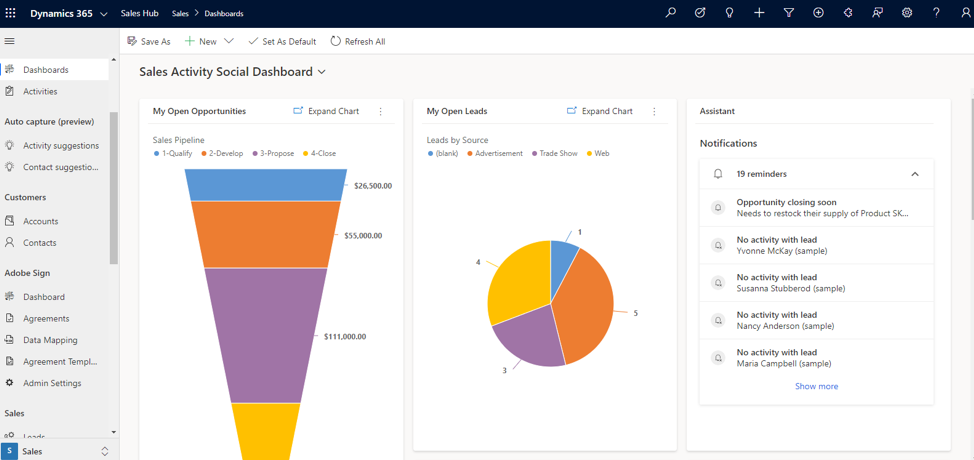 Dynamics 365 Sales Hub Sales > Dashboards
Save As New Set As Default Refresh All
Dashboards
Activities
Auto capture (preview)
Activity suggestions
Contact suggestio...
Customers
Accounts
Contacts
Adobe Sign
Dashboard
Agreements
Data Mapping
Agreement Templ...
Admin Settings
Sales
Leads
S Sales
Sales Activity Social Dashboard
My Open Opportunities Expand Chart
Sales Pipeline
1-Qualify 2-Develop 3-Propose 4-Close
$26,500.00
$55,000.00
$111,000.00
My Open Leads Expand Chart
Leads by Source
(blank) Advertisement Trade Show Web
1
4
5
3
Assistant
Notifications
19 reminders
Opportunity closing soon
Needs to restock their supply of Product SK...
No activity with lead
Yvonne McKay (sample)
No activity with lead
Susanna Stubberod (sample)
No activity with lead
Nancy Anderson (sample)
No activity with lead
Maria Campbell (sample)
Show more